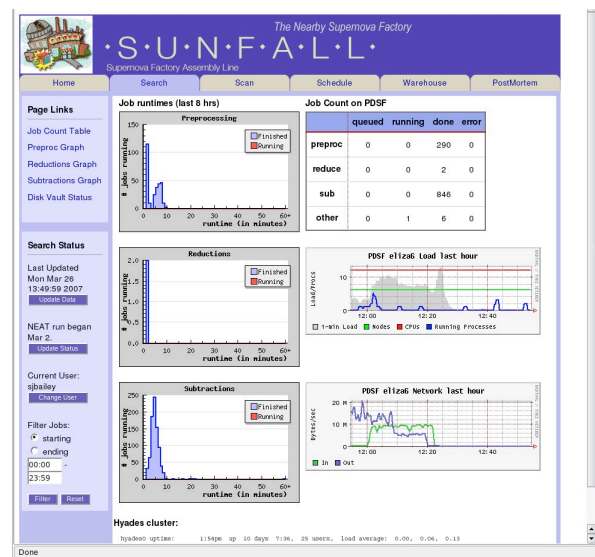 The Nearby Supernova Factory
·S·U·N·F·A·L·L·
Supernova Factory Assembly Line
Home
Search
Scan
Schedule
Warehouse
PostMortem
Page Links
Job Count Table
Preproc Graph
Reductions Graph
Subtractions Graph
Disk Vault Status
Search Status
Last Updated
Mon Mar 26
13:49:59 2007
Update Data
NEAT run began
Mar 2.
Update Status
Current User:
sjbailey
Change User
Filter Jobs:
starting
ending
00:00 -
23:59
Filter Reset
Job runtimes (last 8 hrs)
Preprocessing
# jobs running
150
100
50
0
Finished
Running
0 10 20 30 40 50 60+
runtime (in minutes)
Reductions
# jobs running
2.0
1.5
1.0
0.5
0.0
Finished
Running
0 10 20 30 40 50 60+
runtime (in minutes)
Subtractions
# jobs running
250
200
150
100
50
0
Finished
Running
0 10 20 30 40 50 60+
runtime (in minutes)
Job Count on PDSF
queued running done error
preproc 0 0 290 0
reduce 0 0 2 0
sub 0 0 846 0
other 0 1 6 0
PDSF eliza6 Load last hour
Load/Procs
10
0
12:00 12:20 12:40
1-min Load Nodes CPUs Running Processes
PDSF eliza6 Network last hour
Bytes/sec
20 M
10 M
0
12:00 12:20 12:40
In Out
Hyades cluster:
hyades0 uptime: 1:54pm up 10 days 7:36, 25 users, load average: 0.00, 0.06, 0.13
Done